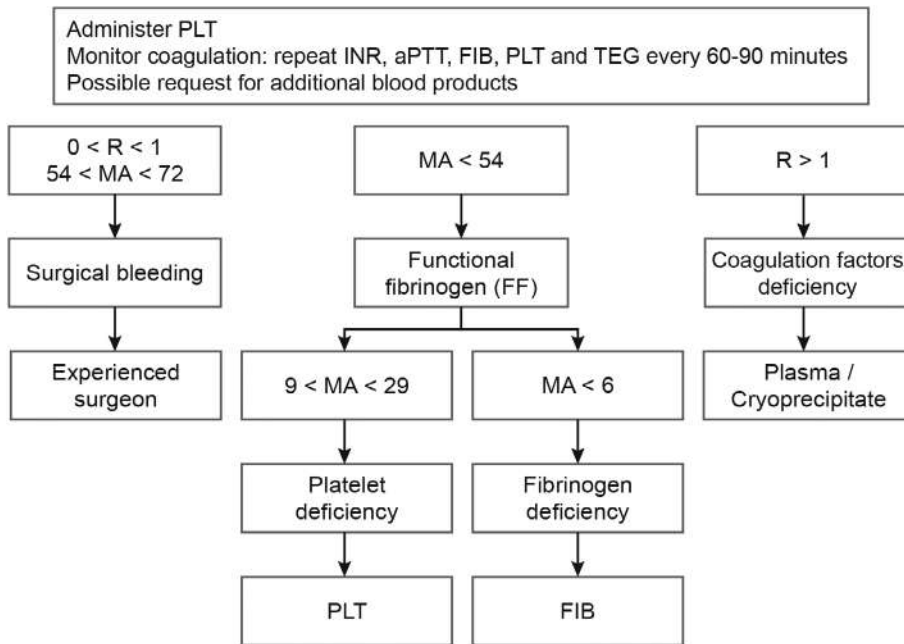 Administer PLT
Monitor coagulation: repeat INR, aPTT, FIB, PLT and TEG every 60-90 minutes
Possible request for additional blood products
0 < R < 1
54 < MA < 72
MA < 54
R > 1
Surgical bleeding
Functional
fibrinogen (FF)
Coagulation factors
deficiency
Experienced
surgeon
9 < MA < 29
MA < 6
Plasma /
Cryoprecipitate
Platelet
deficiency
Fibrinogen
deficiency
PLT
FIB